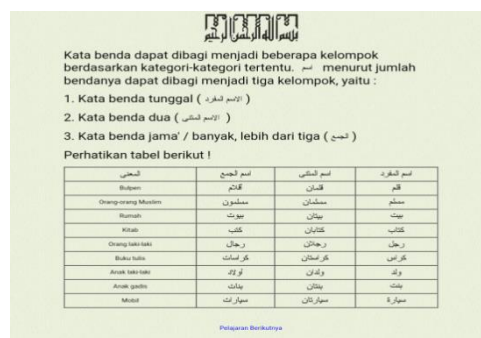 بسم الله الرحمن الرحيم
Kata benda dapat dibagi menjadi beberapa kelompok
berdasarkan kategori-kategori tertentu. اسم menurut jumlah
bendanya dapat dibagi menjadi tiga kelompok, yaitu :
1. Kata benda tunggal ( الاسم المفرد )
2. Kata benda dua ( اسم المثنى )
3. Kata benda jama' / banyak, lebih dari tiga ( الجمع )
Perhatikan tabel berikut !
المعنى اسم الجمع اسم المثنى اسم المفرد
Bulpen أقلام قلمان قلم
Orang-orang Muslim مسلمون مسلمان مسلم
Rumah بيوت بيتان بيت
Kitab كتب كتابان كتاب
Orang laki-laki رجال رجلان رجل
Buku tulis كراسات كراستان كراس
Anak laki-laki أولاد ولدان ولد
Anak gadis بنات بنتان بنت
Mobil سيارات سيارتان سيارة
Pelajaran Berikutnya